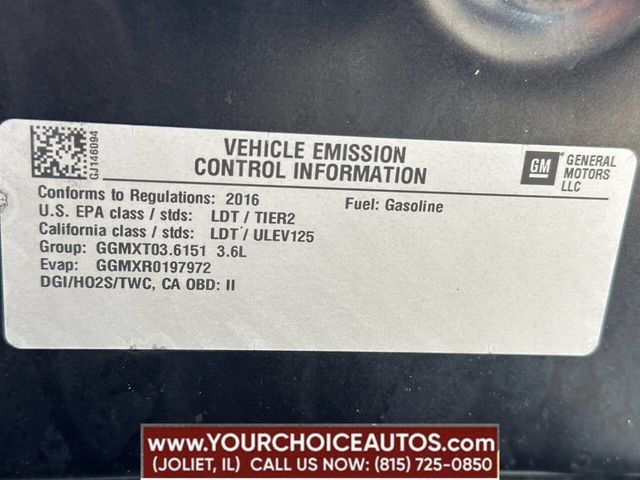 GJ146094
VEHICLE EMISSION
CONTROL INFORMATION
GM
GENERAL
MOTORS
LLC
Conforms to Regulations: 2016
Fuel: Gasoline
U.S. EPA class / stds: LDT / TIER2
California class / stds: LDT / ULEV125
Group: GGMXT03.6151 3.6L
Evap: GGMXR0197972
DGI/HO2S/TWC, CA OBD: II
WWW.YOURCHOICEAUTOS.COM
(JOLIET, IL) CALL US NOW: (815) 725-0850